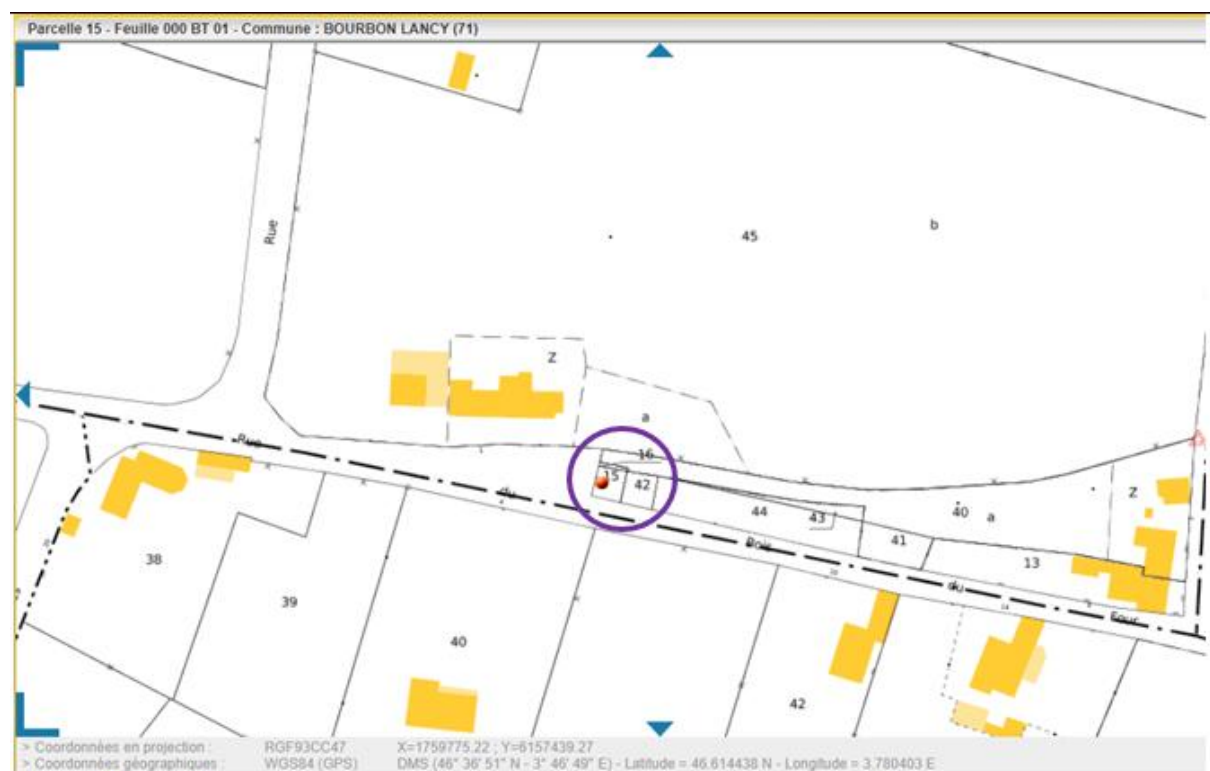 Parcelle 15 - Feuille 000 BT 01 - Commune : BOURBON LANCY (71)
Rue
45
b
Z
a
Rue
16
15
42
du
44
43
40
a
Z
41
Bois
13
du
Four
38
39
40
42
14
> Coordonnées en projection : RGF93CC47 X=1759775.22 ; Y=6157439.27
> Coordonnées géographiques : WGS84 (GPS) DMS (46° 36' 51" N - 3° 46' 49" E) - Latitude = 46.614438 N - Longitude = 3.780403 E